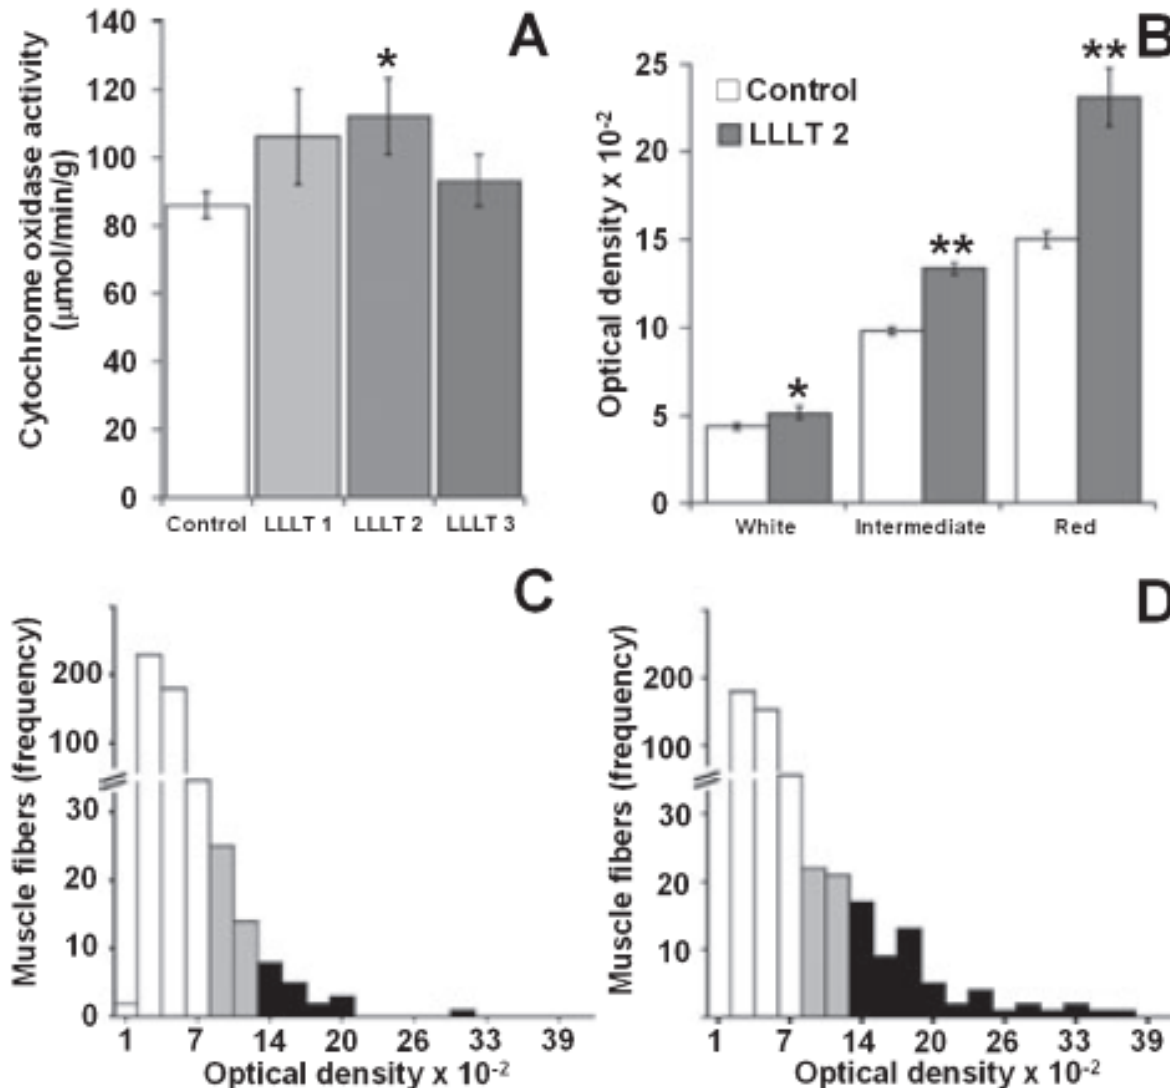 A
Cytochrome oxidase activity
(µmol/min/g)
140
120
100
80
60
40
20
0
*
Control LLLT 1 LLLT 2 LLLT 3
B
Optical density x 10-2
25
20
15
10
5
0
Control
LLLT 2
*
**
**
White Intermediate Red
C
Muscle fibers (frequency)
200
100
30
20
10
0
1 7 14 20 26 33 39
Optical density x 10-2
D
Muscle fibers (frequency)
200
100
30
20
10
1 7 14 20 26 33 39
Optical density x 10-2